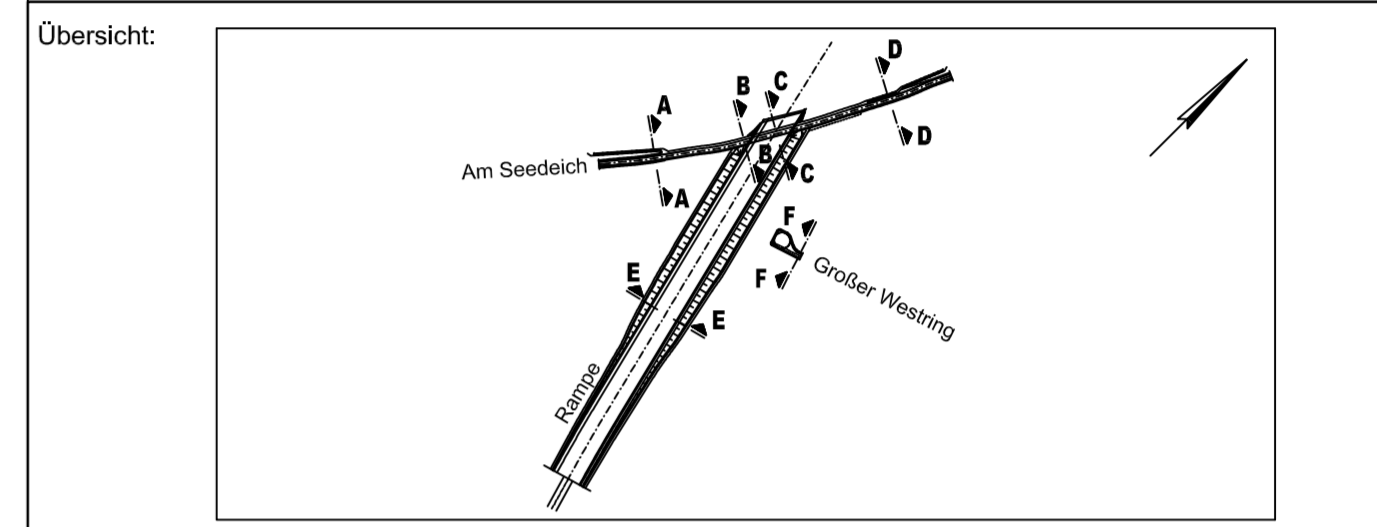 Übersicht:
D
B
C
A
Am Seedeich
D
B
C
A
F
E
F
Großer Westring
E
Rampe